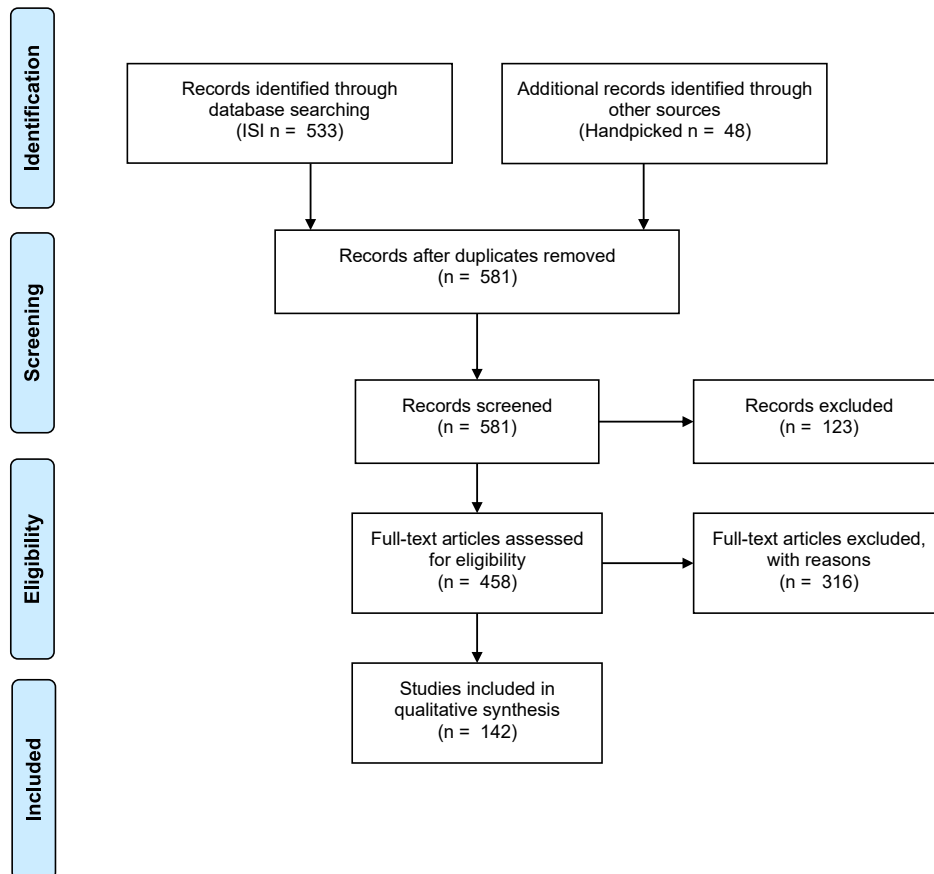 Identification
Records identified through
database searching
(ISI n =  533)
Additional records identified through
other sources
(Handpicked n =  48)
Screening
Records after duplicates removed
(n =  581)
Records screened
(n =  581)
Records excluded
(n =  123)
Eligibility
Full-text articles assessed
for eligibility
(n =  458)
Full-text articles excluded,
with reasons
(n =  316)
Included
Studies included in
qualitative synthesis
(n =  142)